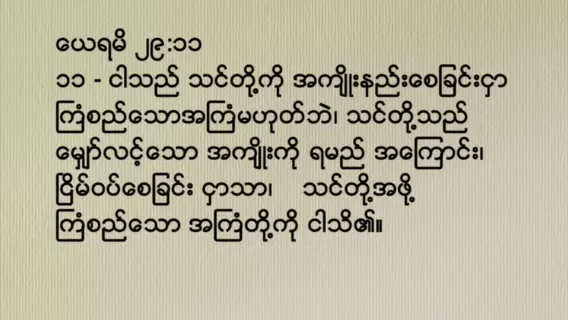 ယေရမိ ၂၉:၁၁
၁၁ - ငါသည် သင်တို့ကို အကျိုးနည်းစေခြင်းငှာ
ကြံစည်သောအကြံမဟုတ်ဘဲ၊ သင်တို့သည်
မျှော်လင့်သော အကျိုးကို ရမည် အကြောင်း၊
ငြိမ်ဝပ်စေခြင်း ငှာသာ၊ သင်တို့အဖို့
ကြံစည်သော အကြံတို့ကို ငါသိ၏။